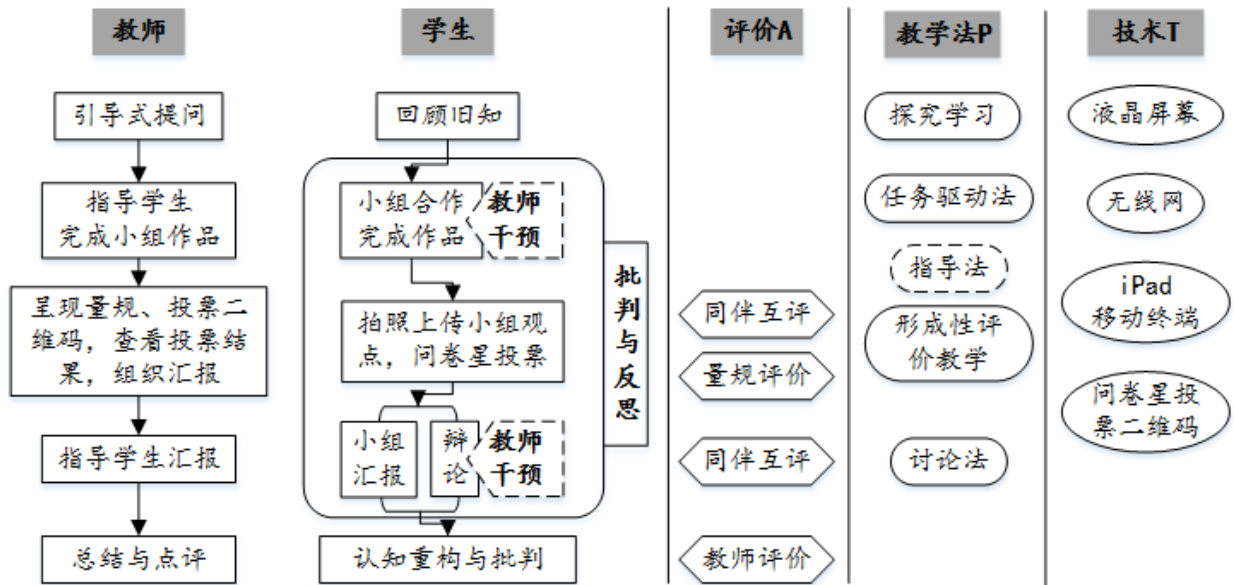 教师
学生
评价A
教学法P
技术T
引导式提问
指导学生
完成小组作品
呈现量规、投票二
维码，查看投票结
果，组织汇报
指导学生汇报
总结与点评
回顾旧知
小组合作
完成作品
教师
干预
拍照上传小组观
点，问卷星投票
小组
汇报
辩
论
教师
干预
认知重构与批判
批判与反思
同伴互评
量规评价
同伴互评
教师评价
探究学习
任务驱动法
指导法
形成性评
价教学
讨论法
液晶屏幕
无线网
iPad
移动终端
问卷星投
票二维码